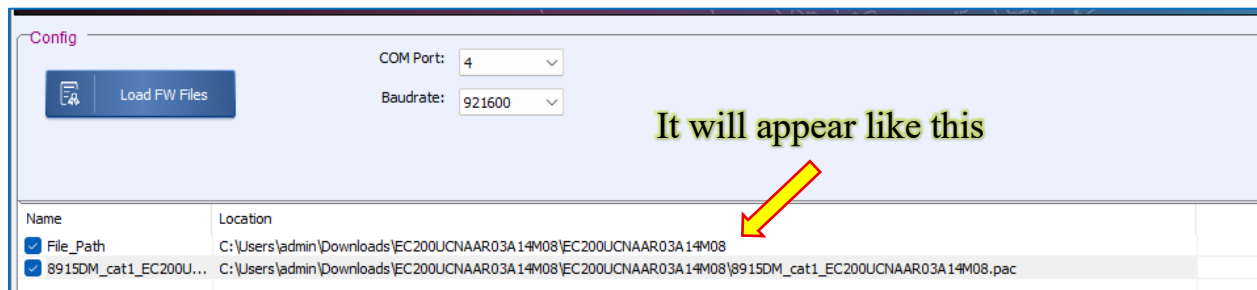 Config
COM Port: 4
Load FW Files
Baudrate: 921600
It will appear like this
Name Location
File_Path C:\Users\admin\Downloads\EC200UCNAAR03A14M08\EC200UCNAAR03A14M08
8915DM_cat1_EC200U... C:\Users\admin\Downloads\EC200UCNAAR03A14M08\EC200UCNAAR03A14M08\8915DM_cat1_EC200UCNAAR03A14M08.pac